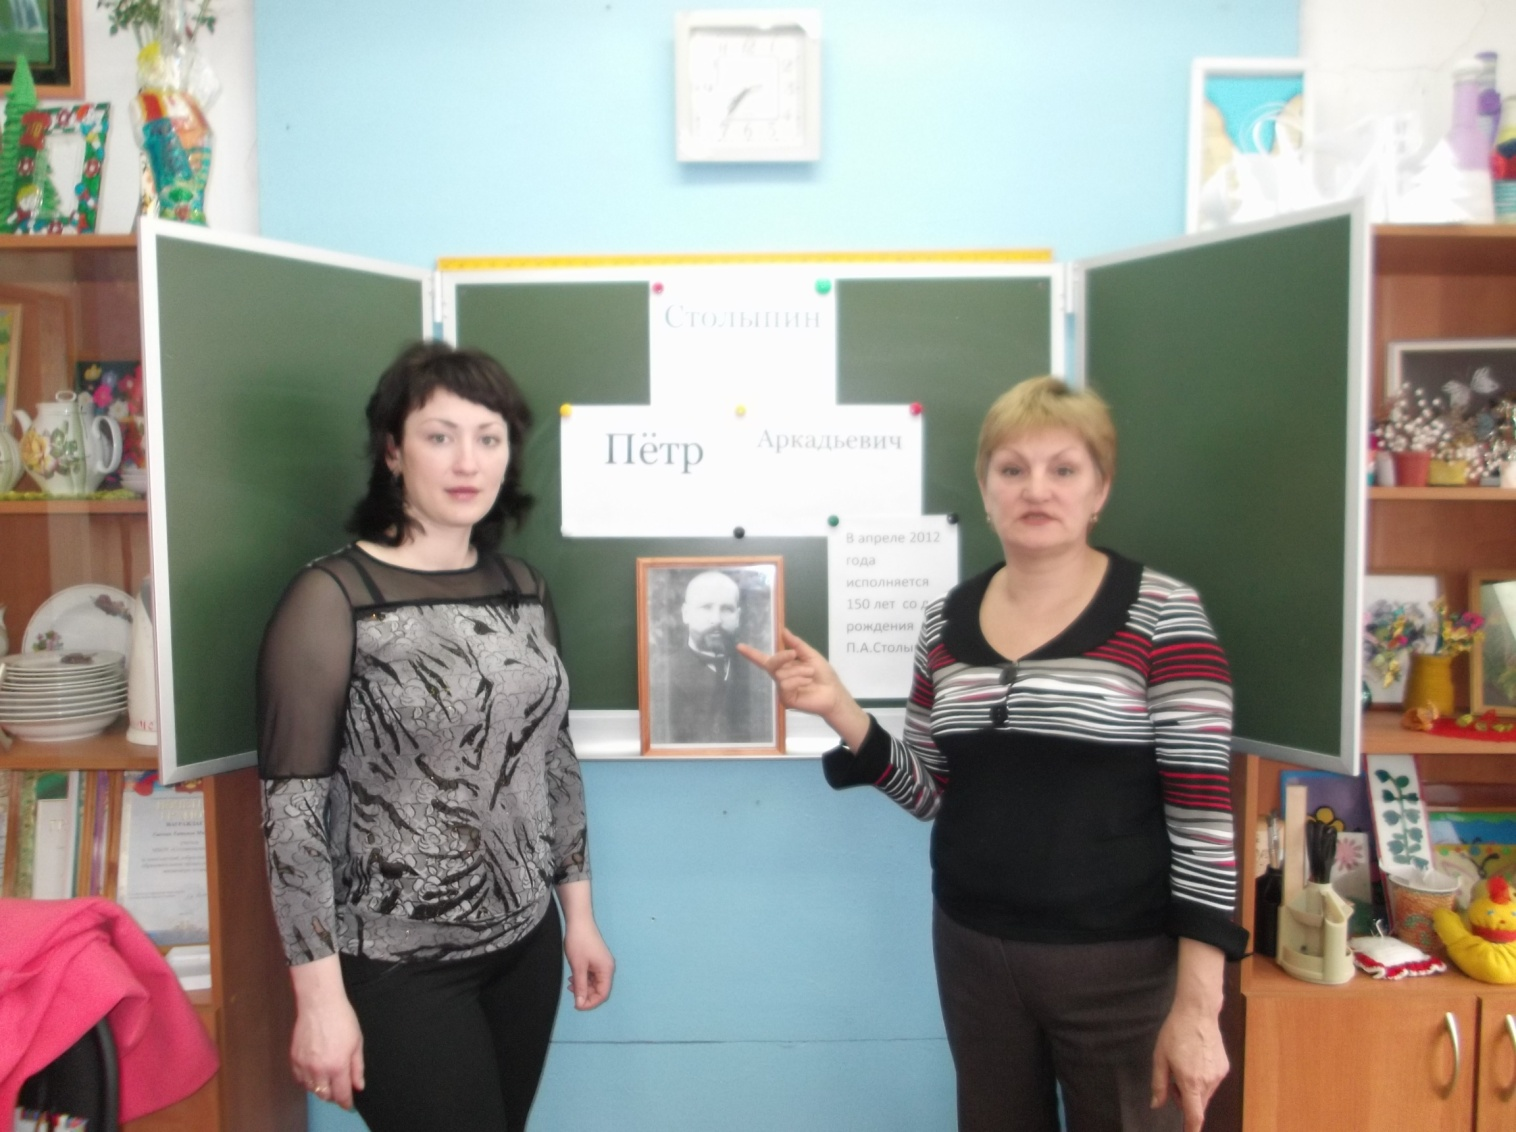 Столыпин
Пётр
Аркадьевич
В апреле 2012
года
исполняется
150 лет со
рождения
П.А.Столы